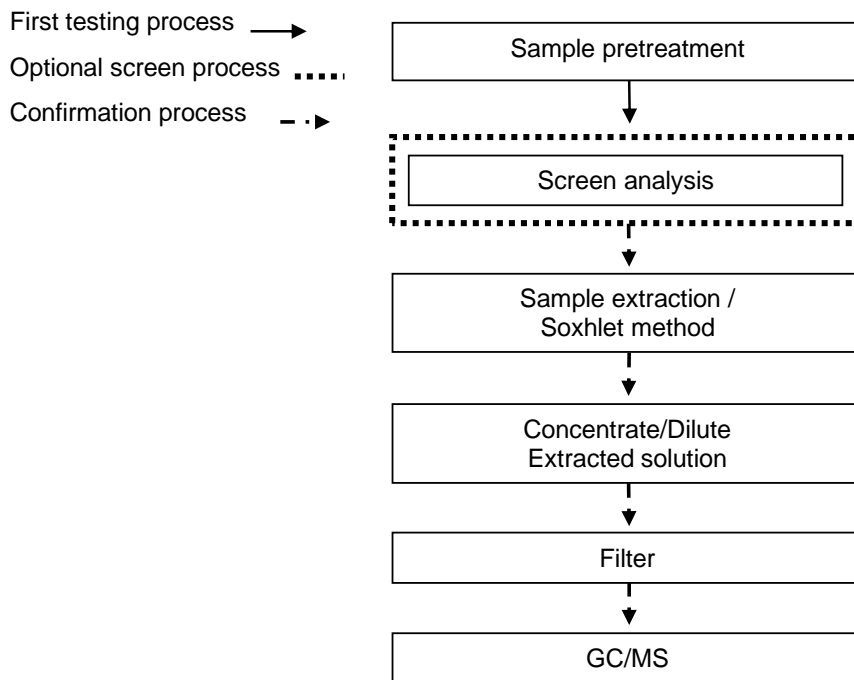 First testing process
Optional screen process
Confirmation process
Sample pretreatment
Screen analysis
Sample extraction /
Soxhlet method
Concentrate/Dilute
Extracted solution
Filter
GC/MS